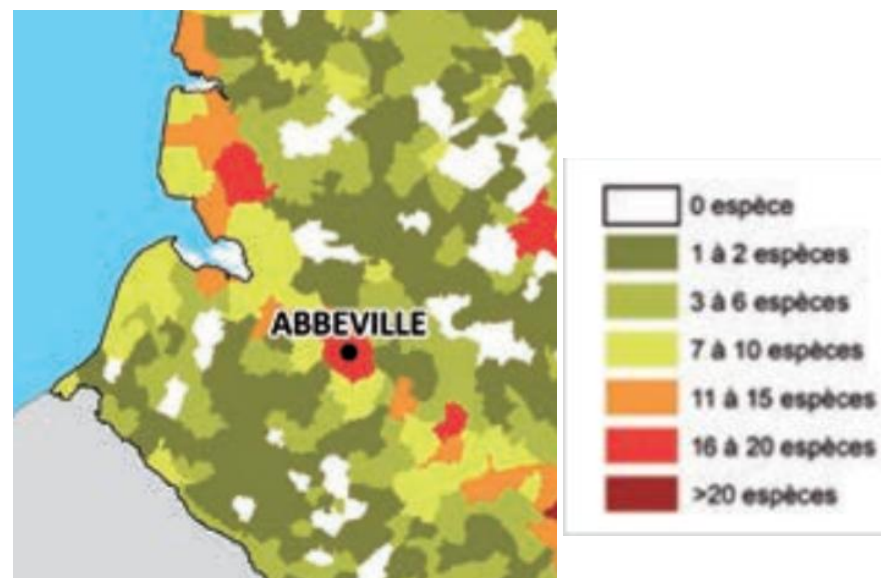 ABBEVILLE
0 espèce
1 à 2 espèces
3 à 6 espèces
7 à 10 espèces
11 à 15 espèces
16 à 20 espèces
>20 espèces